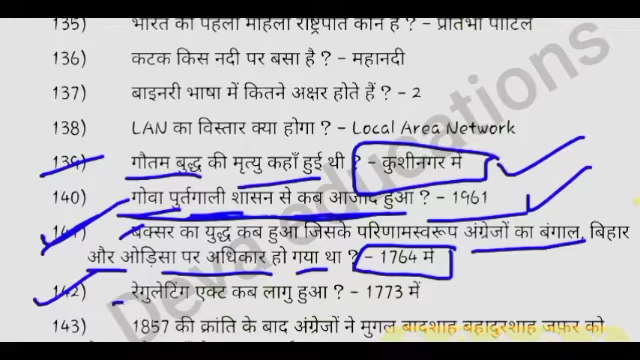 135) भारत की पहली महिला राष्ट्रपति कौन है ? - प्रतिभा पाटिल
136) कटक किस नदी पर बसा है ? - महानदी
137) बाइनरी भाषा में कितने अक्षर होते हैं ? - 2
138) LAN का विस्तार क्या होगा ? - Local Area Network
139) गौतम बुद्ध की मृत्यु कहाँ हुई थी ? - कुशीनगर में
140) गोवा पुर्तगाली शासन से कब आजाद हुआ ? - 1961
141) बक्सर का युद्ध कब हुआ जिसके परिणामस्वरूप अंग्रेजों का बंगाल, बिहार
और ओड़िसा पर अधिकार हो गया था ? - 1764 में
142) रेगुलेटिंग एक्ट कब लागु हुआ ? - 1773 में
143) 1857 की क्रांति के बाद अंग्रेजों ने मुगल बादशाह बहादुरशाह जफ़र को
Deva educations